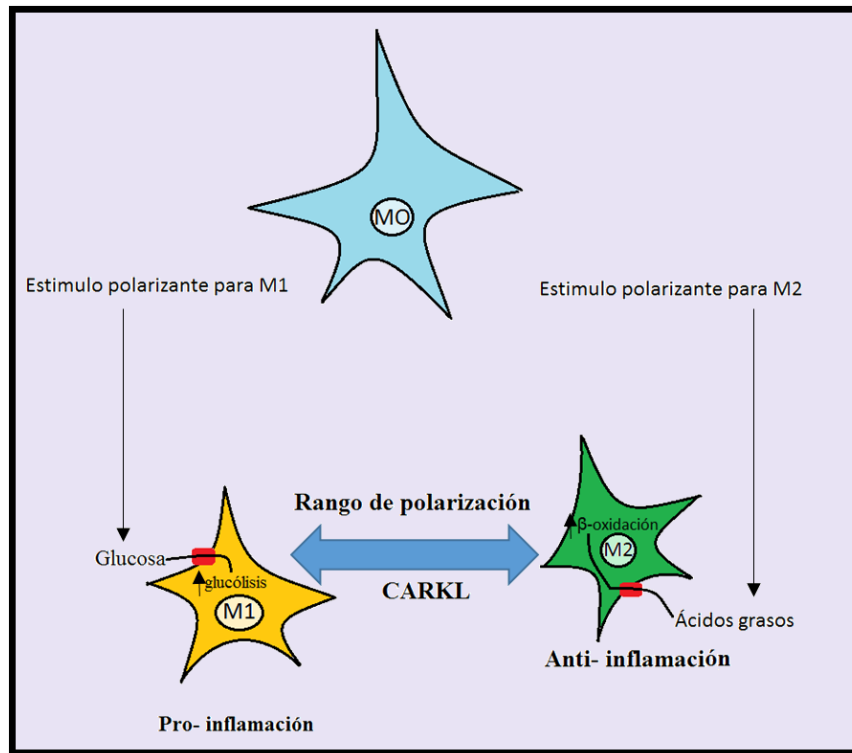 MO
Estimulo polarizante para M1
Estimulo polarizante para M2
Rango de polarización
CARKL
Glucosa
glucólisis
M1
β-oxidación
M2
Ácidos grasos
Anti- inflamación
Pro- inflamación